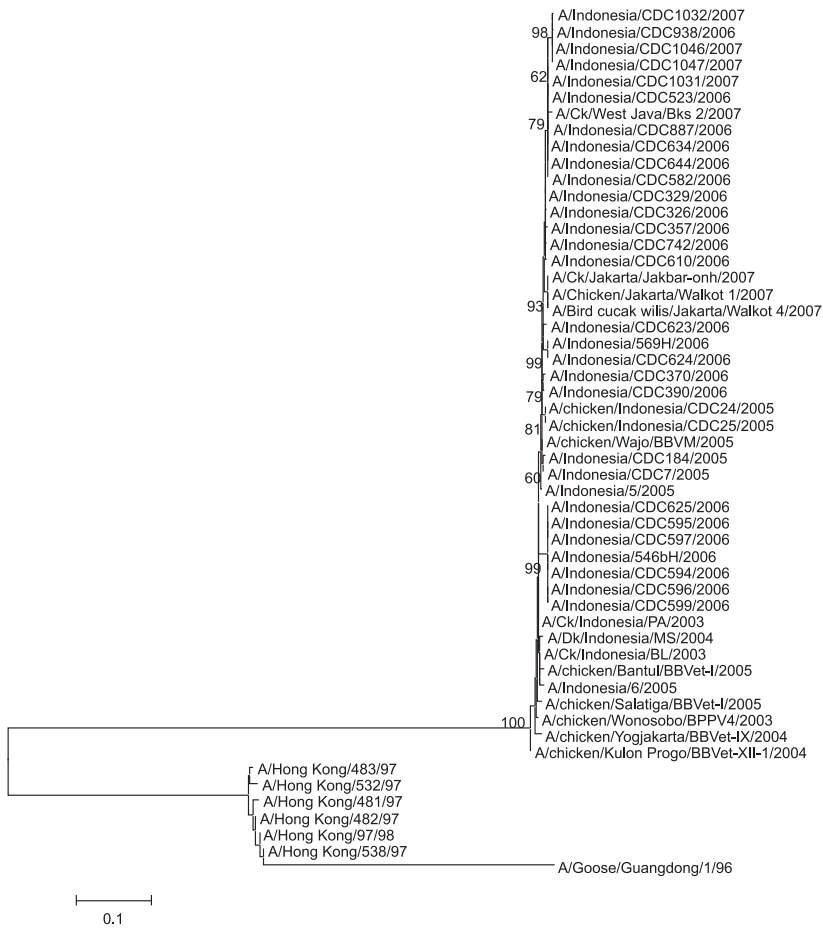 A/Indonesia/CDC1032/2007
98
A/Indonesia/CDC938/2006
A/Indonesia/CDC1046/2007
A/Indonesia/CDC1047/2007
62
A/Indonesia/CDC1031/2007
A/Indonesia/CDC523/2006
A/Ck/West Java/Bks 2/2007
79
A/Indonesia/CDC887/2006
A/Indonesia/CDC634/2006
A/Indonesia/CDC644/2006
A/Indonesia/CDC582/2006
A/Indonesia/CDC329/2006
A/Indonesia/CDC326/2006
A/Indonesia/CDC357/2006
A/Indonesia/CDC742/2006
A/Indonesia/CDC610/2006
A/Ck/Jakarta/Jakbar-onh/2007
A/Chicken/Jakarta/Walkot 1/2007
93
A/Bird cucak wilis/Jakarta/Walkot 4/2007
A/Indonesia/CDC623/2006
A/Indonesia/569H/2006
99
A/Indonesia/CDC624/2006
A/Indonesia/CDC370/2006
79
A/Indonesia/CDC390/2006
A/chicken/Indonesia/CDC24/2005
81
A/chicken/Indonesia/CDC25/2005
A/chicken/Wajo/BBVM/2005
A/Indonesia/CDC184/2005
60
A/Indonesia/CDC7/2005
A/Indonesia/5/2005
A/Indonesia/CDC625/2006
A/Indonesia/CDC595/2006
A/Indonesia/CDC597/2006
A/Indonesia/546bH/2006
99
A/Indonesia/CDC594/2006
A/Indonesia/CDC596/2006
A/Indonesia/CDC599/2006
A/Ck/Indonesia/PA/2003
A/Dk/Indonesia/MS/2004
A/Ck/Indonesia/BL/2003
A/chicken/Bantul/BBVet-I/2005
A/Indonesia/6/2005
A/chicken/Salatiga/BBVet-I/2005
100
A/chicken/Wonosobo/BPPV4/2003
A/chicken/Yogjakarta/BBVet-IX/2004
A/chicken/Kulon Progo/BBVet-XII-1/2004
A/Hong Kong/483/97
A/Hong Kong/532/97
A/Hong Kong/481/97
A/Hong Kong/482/97
A/Hong Kong/97/98
A/Hong Kong/538/97
A/Goose/Guangdong/1/96
0.1